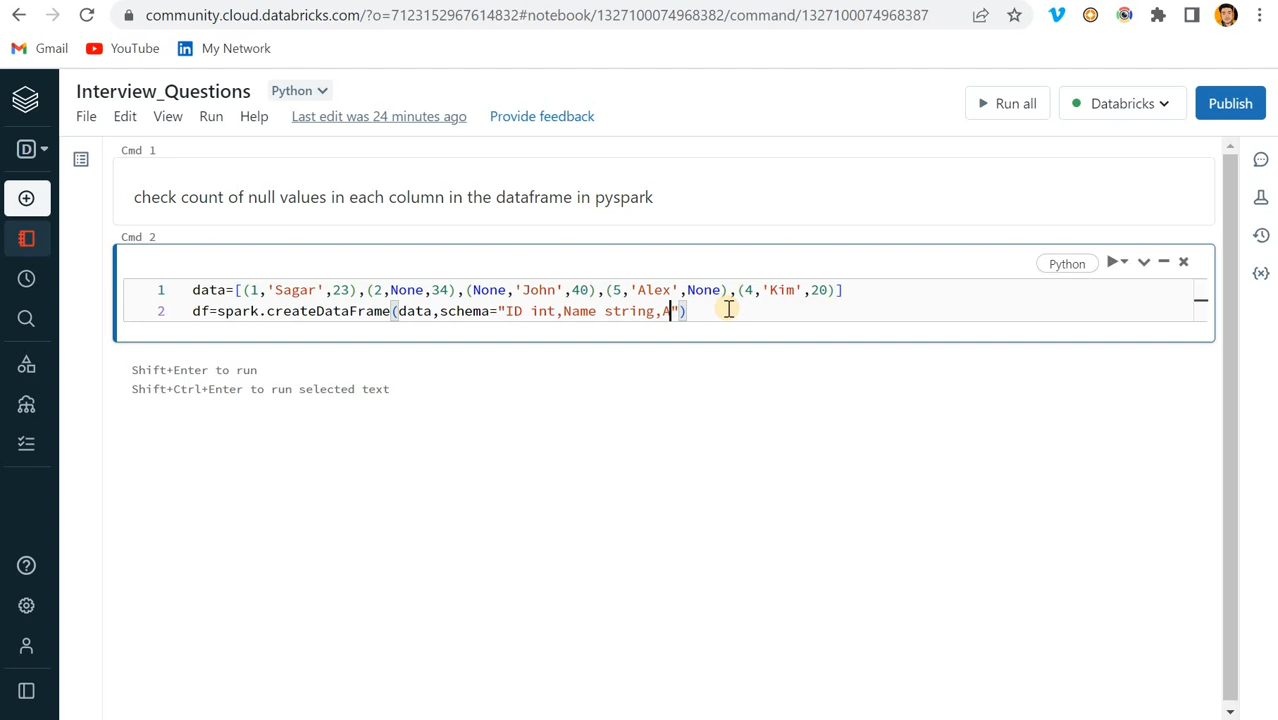 community.cloud.databricks.com/?o=7123152967614832#notebook/1327100074968382/command/1327100074968387
Gmail YouTube My Network
Interview_Questions Python
File Edit View Run Help Last edit was 24 minutes ago Provide feedback
Run all Databricks Publish
D
Cmd 1
check count of null values in each column in the dataframe in pyspark
Cmd 2
Python
1 data=[(1,'Sagar',23),(2,None,34),(None,'John',40),(5,'Alex',None),(4,'Kim',20)]
2 df=spark.createDataFrame(data,schema="ID int,Name string,A")
Shift+Enter to run
Shift+Ctrl+Enter to run selected text